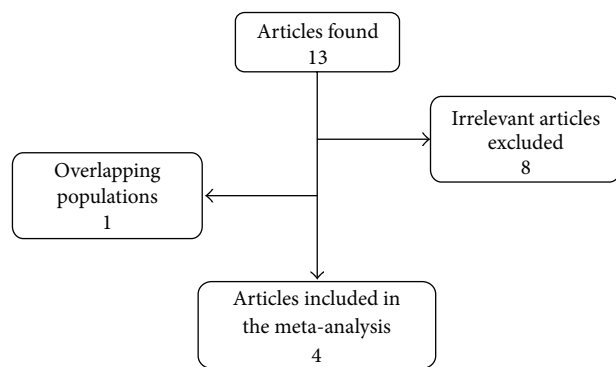 Articles found
13
Irrelevant articles
excluded
8
Overlapping
populations
1
Articles included in
the meta-analysis
4